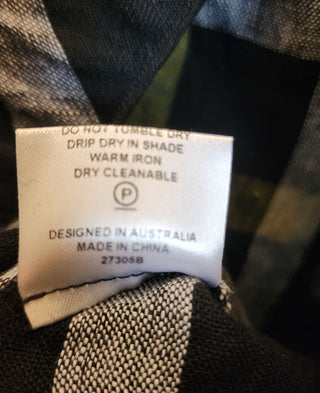 DO NOT TUMBLE DRY
DRIP DRY IN SHADE
WARM IRON
DRY CLEANABLE
P
DESIGNED IN AUSTRALIA
MADE IN CHINA
27305B